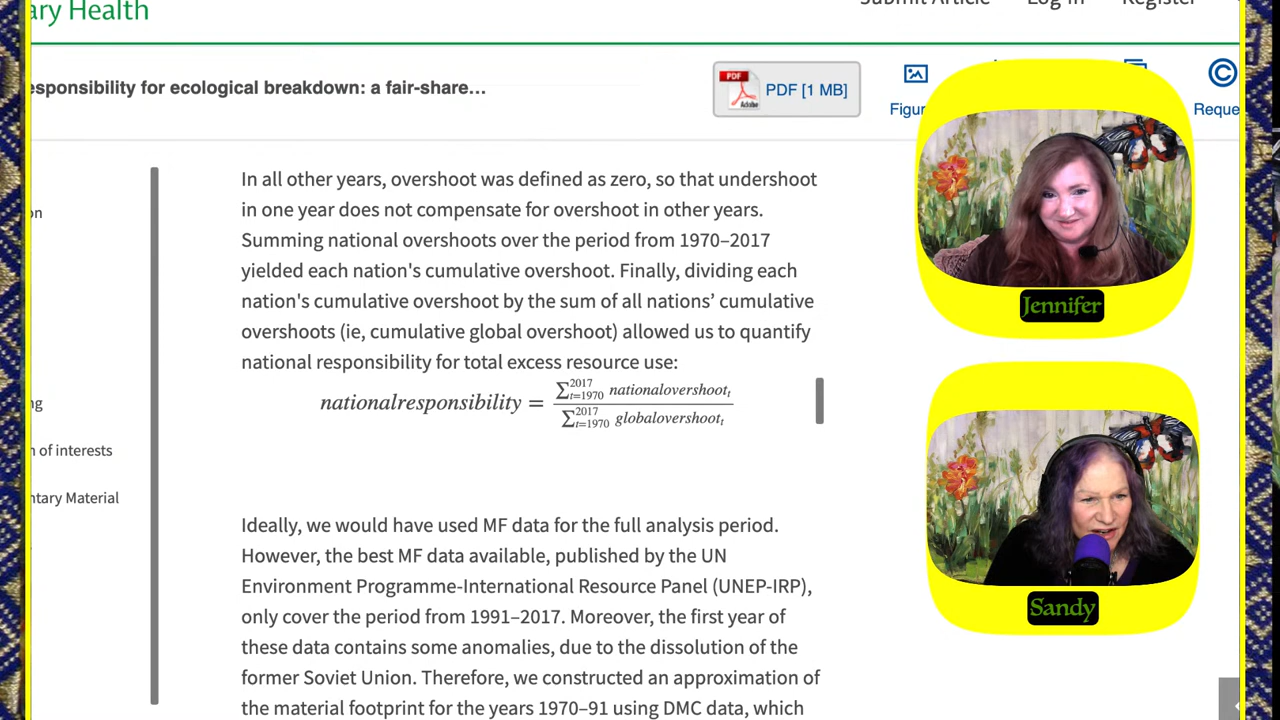 ary Health
Submit Article Log in Register
esponsibility for ecological breakdown: a fair-share…
PDF
Adobe
PDF [1 MB]
Figur
Reque
on
ng
n of interests
ntary Material
In all other years, overshoot was defined as zero, so that undershoot
in one year does not compensate for overshoot in other years.
Summing national overshoots over the period from 1970–2017
yielded each nation's cumulative overshoot. Finally, dividing each
nation's cumulative overshoot by the sum of all nations’ cumulative
overshoots (ie, cumulative global overshoot) allowed us to quantify
national responsibility for total excess resource use:
nationalresponsibility = ∑_{t=1970}^{2017} nationalovershoot_t / ∑_{t=1970}^{2017} globalovershoot_t
Ideally, we would have used MF data for the full analysis period.
However, the best MF data available, published by the UN
Environment Programme-International Resource Panel (UNEP-IRP),
only cover the period from 1991–2017. Moreover, the first year of
these data contains some anomalies, due to the dissolution of the
former Soviet Union. Therefore, we constructed an approximation of
the material footprint for the years 1970–91 using DMC data, which
Jennifer
Sandy